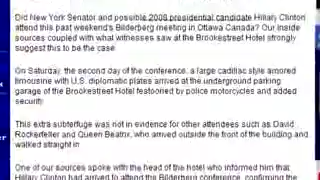 Did New York Senator and possible 2008 presidential candidate Hillary Clinton
attend this past weekend's Bilderberg meeting in Ottawa Canada? Our inside
sources coupled with what witnesses saw at the Brookestreet Hotel strongly
suggest this to be the case
On Saturday, the second day of the conference, a large cadillac style amored
limousine with U.S. diplomatic plates arrived at the underground parking
garage of the Brookestreet Hotel festooned by police motorcycles and added
security
This extra subterfuge was not in evidence for other attendees such as David
Rockerfeller and Queen Beatrix, who arrived outside the front of the building and
walked straight in
One of our sources spoke with the head of the hotel who informed him that
Hillary Clinton had arrived to attend the Bilderberg conference, confirming the